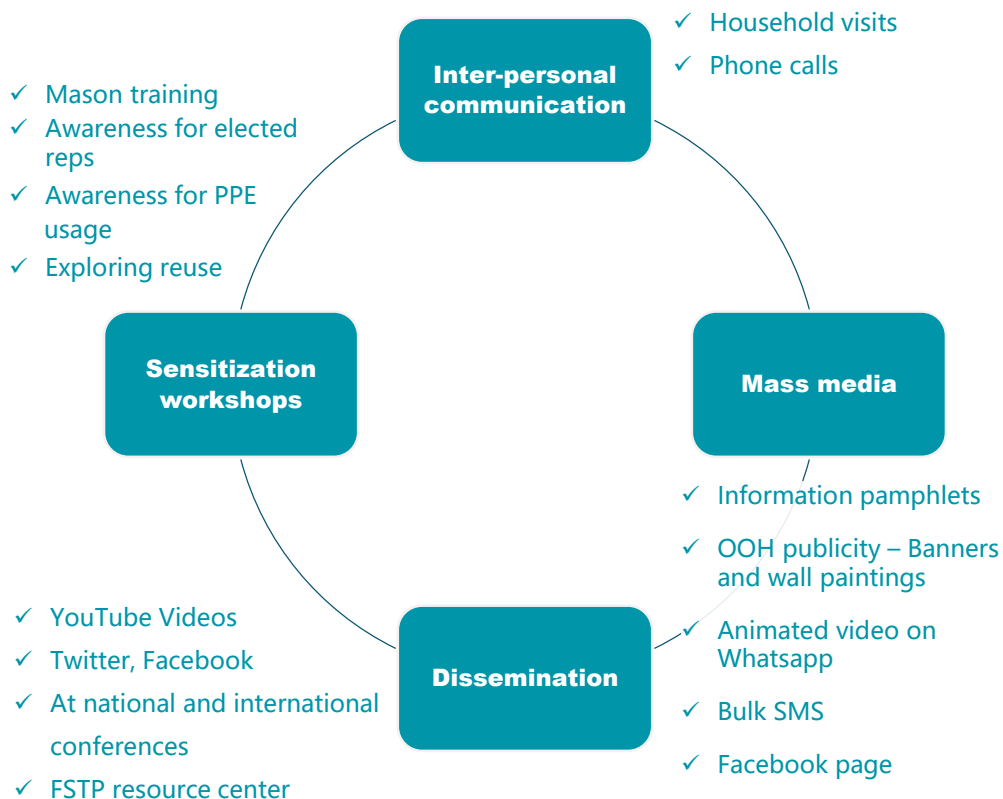 Inter-personal
communication
✓ Household visits
✓ Phone calls
✓ Mason training
✓ Awareness for elected
reps
✓ Awareness for PPE
usage
✓ Exploring reuse
Sensitization
workshops
Mass media
✓ Information pamphlets
✓ OOH publicity – Banners
and wall paintings
✓ Animated video on
Whatsapp
✓ Bulk SMS
✓ Facebook page
Dissemination
✓ YouTube Videos
✓ Twitter, Facebook
✓ At national and international
conferences
✓ FSTP resource center